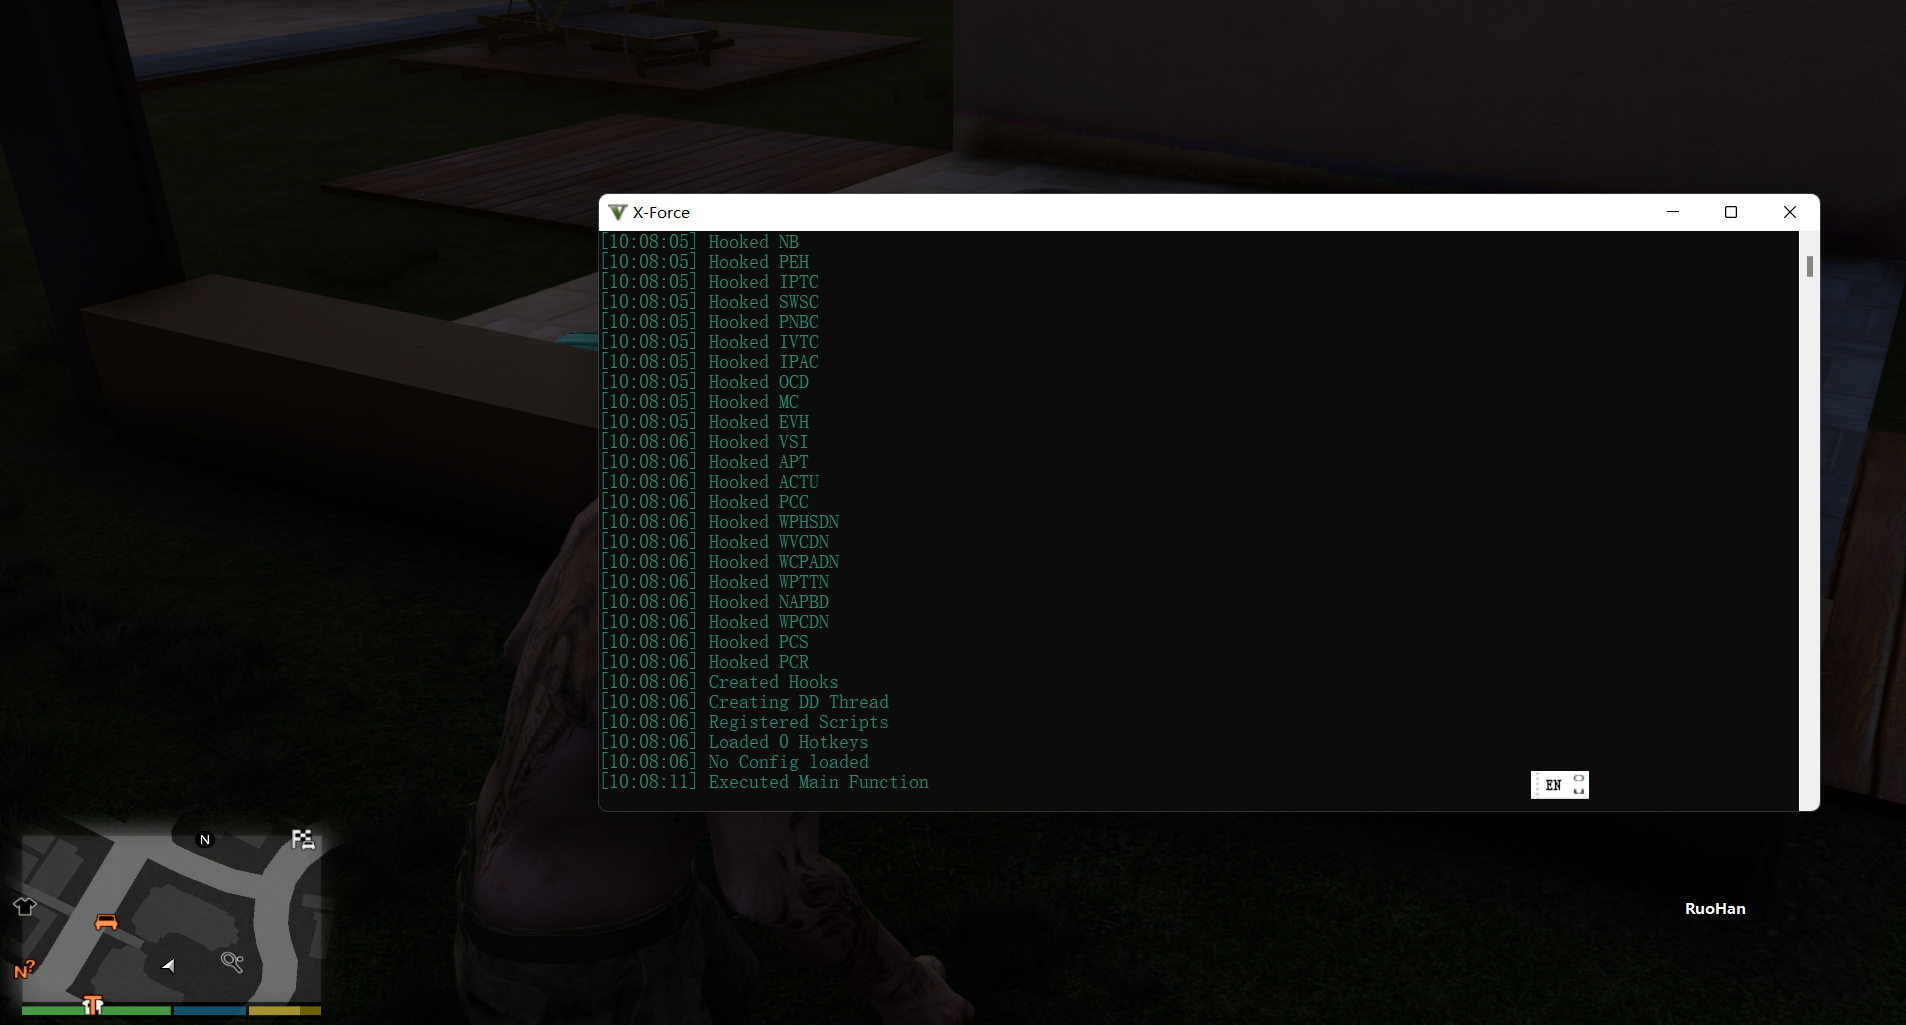 X-Force
[10:08:05] Hooked NB
[10:08:05] Hooked PEH
[10:08:05] Hooked IPTC
[10:08:05] Hooked SWSC
[10:08:05] Hooked PNBC
[10:08:05] Hooked IVTC
[10:08:05] Hooked IPAC
[10:08:05] Hooked OCD
[10:08:05] Hooked MC
[10:08:05] Hooked EVH
[10:08:06] Hooked VSI
[10:08:06] Hooked APT
[10:08:06] Hooked ACTU
[10:08:06] Hooked PCC
[10:08:06] Hooked WPHSDN
[10:08:06] Hooked WVCDN
[10:08:06] Hooked WCPADN
[10:08:06] Hooked WPTTN
[10:08:06] Hooked NAPBD
[10:08:06] Hooked WPCDN
[10:08:06] Hooked PCS
[10:08:06] Hooked PCR
[10:08:06] Created Hooks
[10:08:06] Creating DD Thread
[10:08:06] Registered Scripts
[10:08:06] Loaded 0 Hotkeys
[10:08:06] No Config loaded
[10:08:11] Executed Main Function
EN
N
RuoHan
N?
T